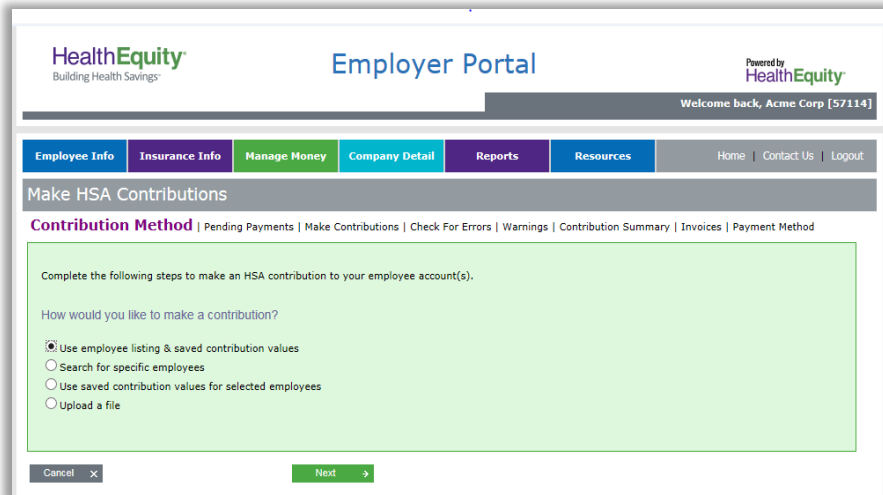 HealthEquity
Building Health Savings
Employer Portal
Powered by
HealthEquity
Welcome back, Acme Corp [57114]
Employee Info Insurance Info Manage Money Company Detail Reports Resources Home | Contact Us | Logout
Make HSA Contributions
Contribution Method | Pending Payments | Make Contributions | Check For Errors | Warnings | Contribution Summary | Invoices | Payment Method
Complete the following steps to make an HSA contribution to your employee account(s).
How would you like to make a contribution?
Use employee listing & saved contribution values
Search for specific employees
Use saved contribution values for selected employees
Upload a file
Cancel x Next →